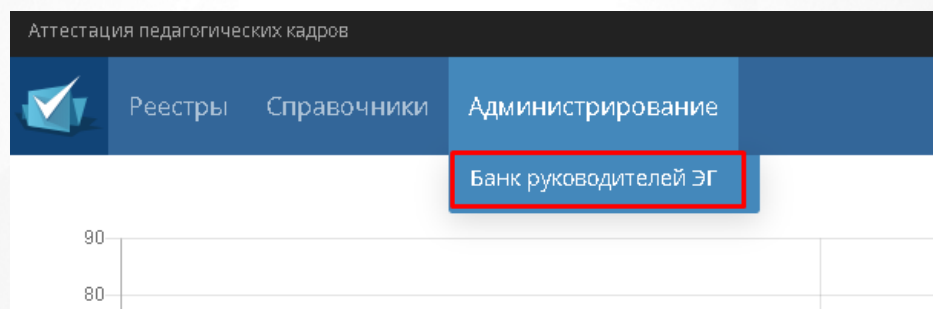 Аттестация педагогических кадров
Реестры Справочники Администрирование
Банк руководителей ЭГ
90
80